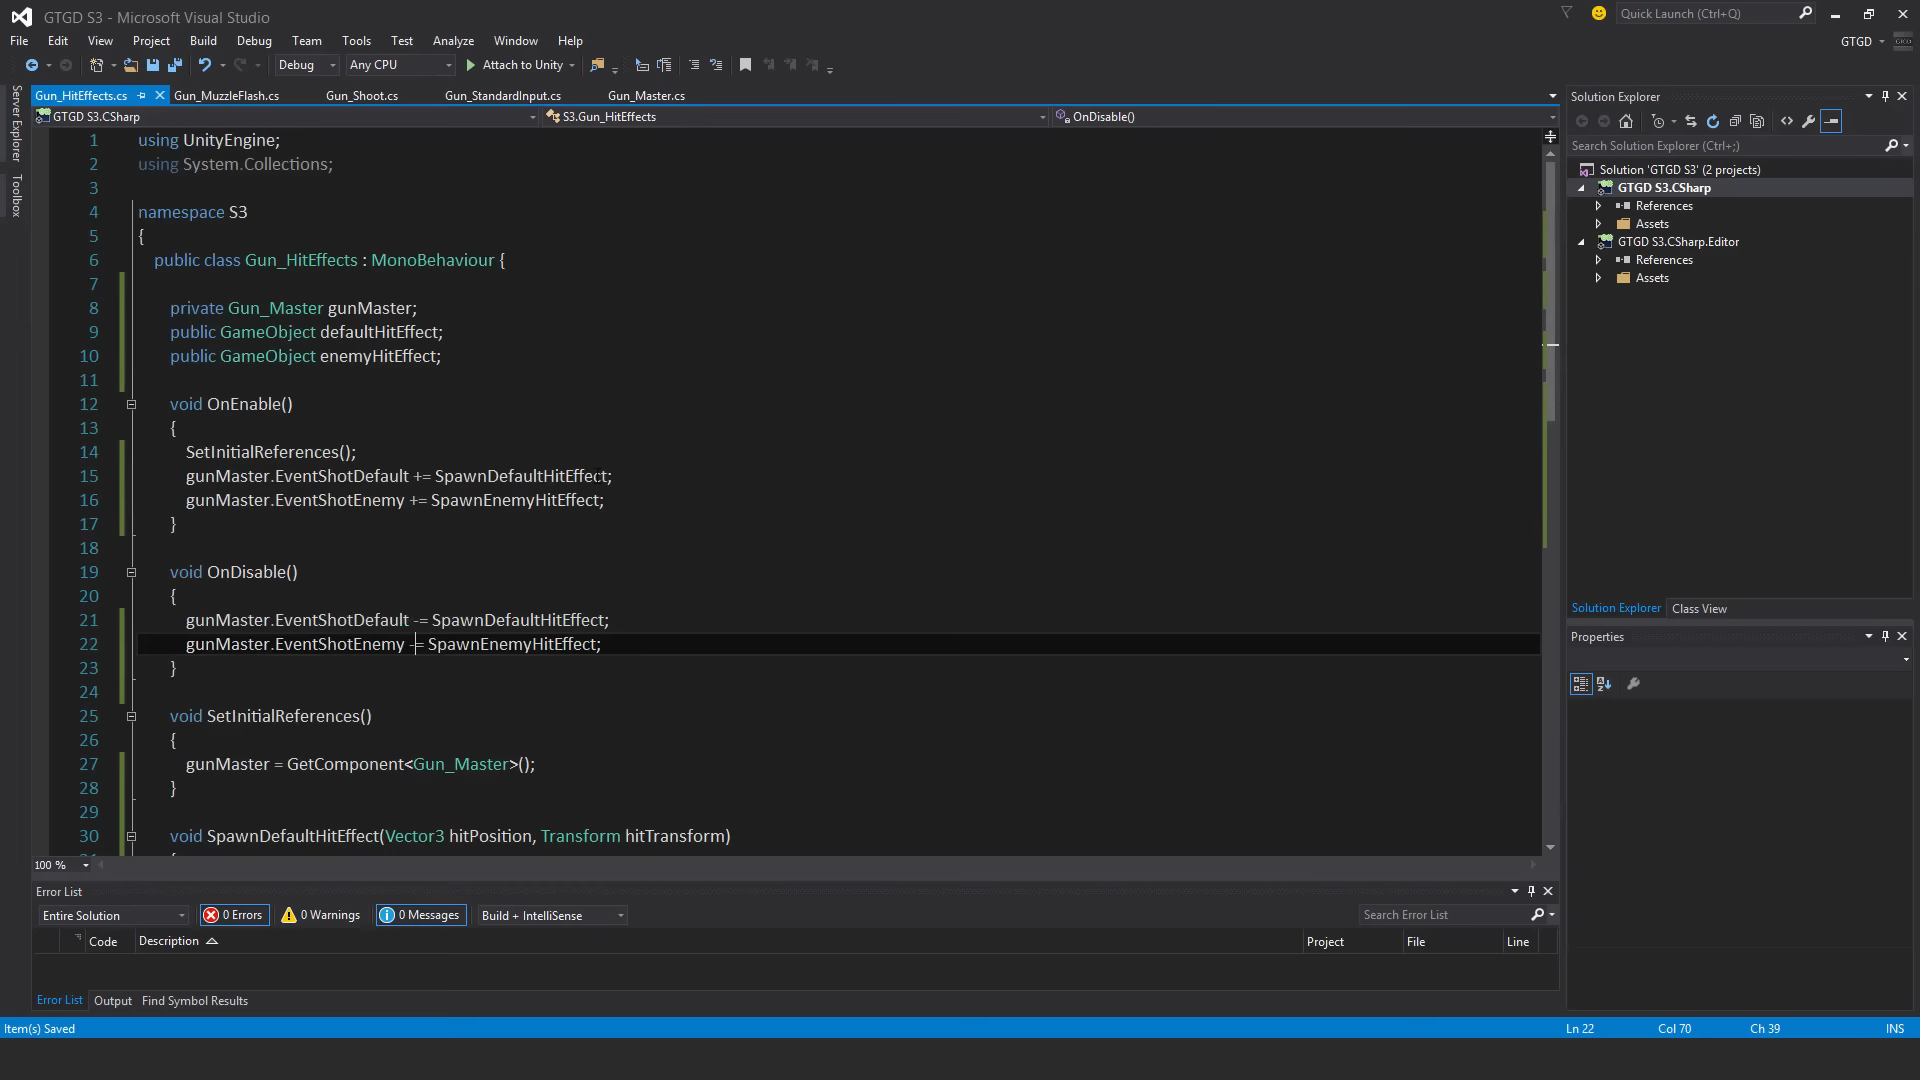 GTGD S3 - Microsoft Visual Studio
Quick Launch (Ctrl+Q)
File Edit View Project Build Debug Team Tools Test Analyze Window Help
GTGD
Debug Any CPU Attach to Unity
Server Explorer
Toolbox
Gun_HitEffects.cs Gun_MuzzleFlash.cs Gun_Shoot.cs Gun_StandardInput.cs Gun_Master.cs
GTGD S3.CSharp S3.Gun_HitEffects OnDisable()
1 using UnityEngine;
2 using System.Collections;
3
4 namespace S3
5 {
6 public class Gun_HitEffects : MonoBehaviour {
7
8 private Gun_Master gunMaster;
9 public GameObject defaultHitEffect;
10 public GameObject enemyHitEffect;
11
12 void OnEnable()
13 {
14 SetInitialReferences();
15 gunMaster.EventShotDefault += SpawnDefaultHitEffect;
16 gunMaster.EventShotEnemy += SpawnEnemyHitEffect;
17 }
18
19 void OnDisable()
20 {
21 gunMaster.EventShotDefault -= SpawnDefaultHitEffect;
22 gunMaster.EventShotEnemy -= SpawnEnemyHitEffect;
23 }
24
25 void SetInitialReferences()
26 {
27 gunMaster = GetComponent<Gun_Master>();
28 }
29
30 void SpawnDefaultHitEffect(Vector3 hitPosition, Transform hitTransform)
100 %
Solution Explorer
Search Solution Explorer (Ctrl+;)
Solution 'GTGD S3' (2 projects)
GTGD S3.CSharp
References
Assets
GTGD S3.CSharp.Editor
References
Assets
Solution Explorer Class View
Properties
Error List
Entire Solution 0 Errors 0 Warnings 0 Messages Build + IntelliSense Search Error List
Code Description Project File Line
Error List Output Find Symbol Results
Item(s) Saved Ln 22 Col 70 Ch 39 INS